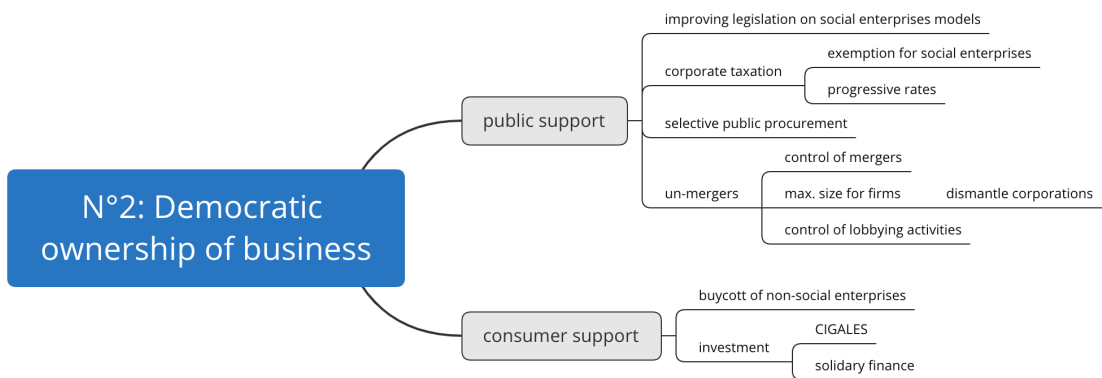 N°2: Democratic
ownership of business
public support
improving legislation on social enterprises models
corporate taxation
exemption for social enterprises
progressive rates
selective public procurement
un-mergers
control of mergers
max. size for firms
dismantle corporations
control of lobbying activities
consumer support
buycott of non-social enterprises
investment
CIGALES
solidary finance